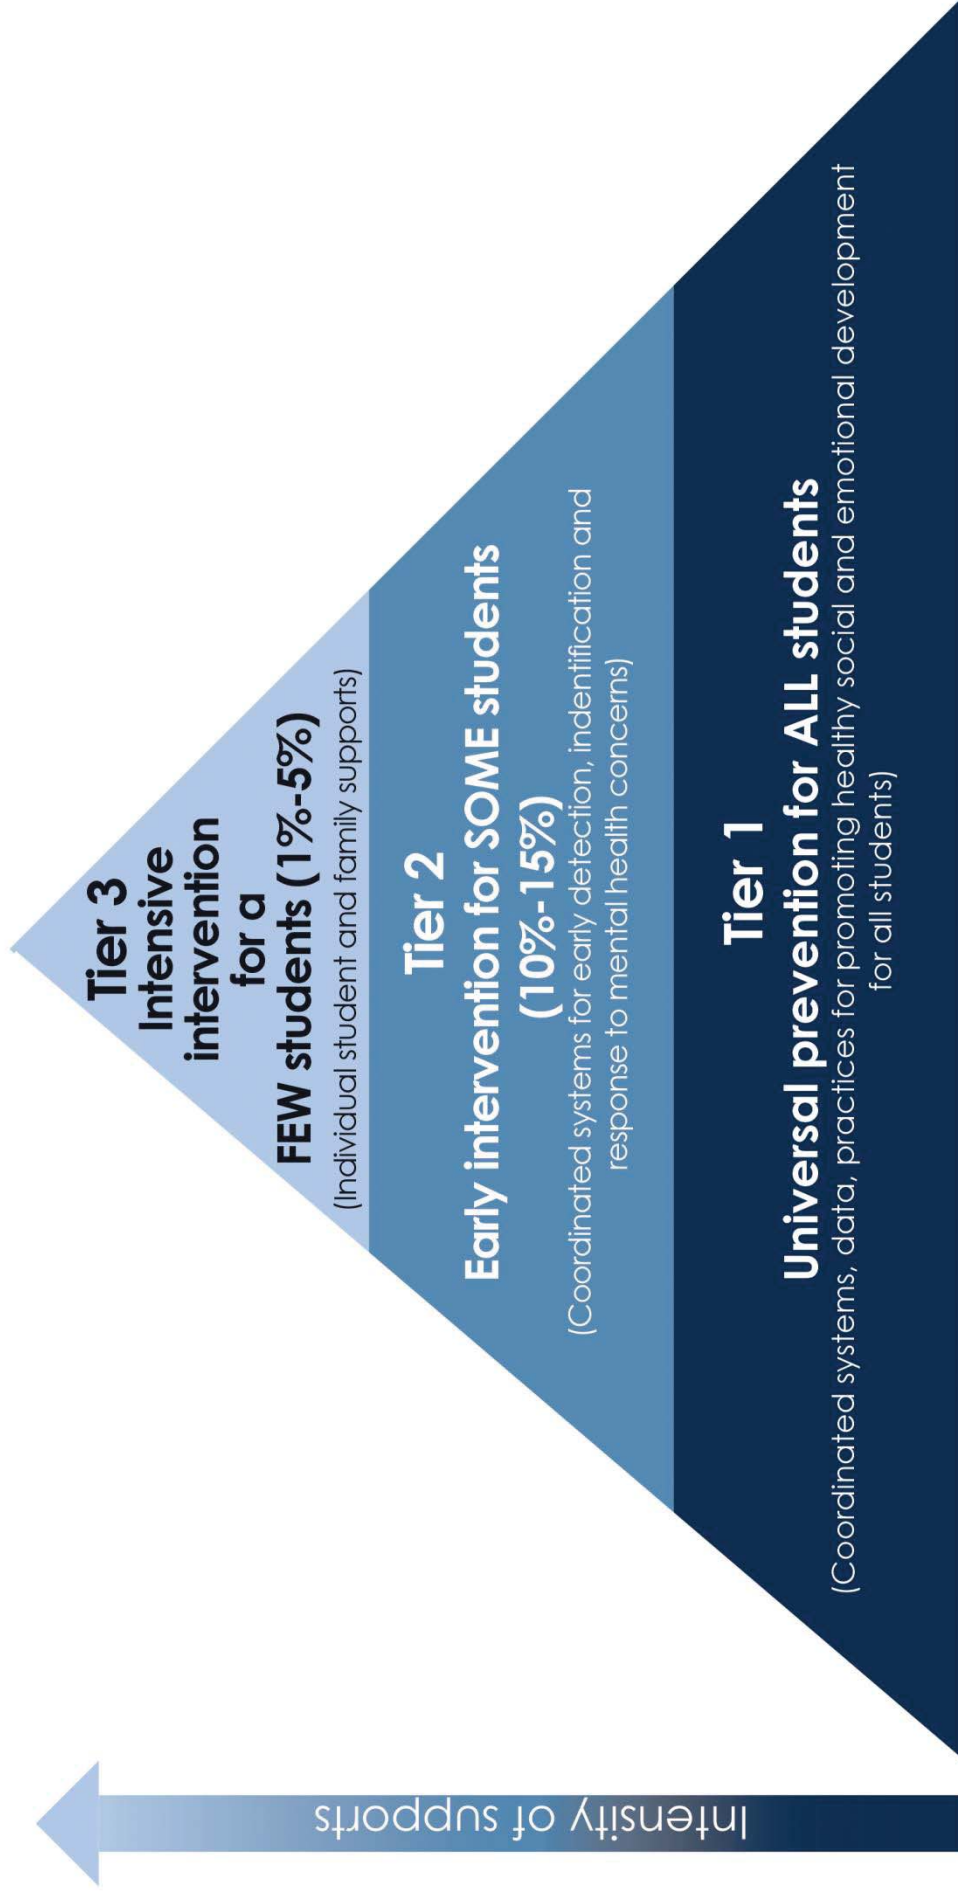 Tier 3
Intensive
intervention
for a
FEW students (1%-5%)
(Individual student and family supports)
Tier 2
Early intervention for SOME students
(10%-15%)
(Coordinated systems for early detection, indentification and
response to mental health concerns)
Tier 1
Universal prevention for ALL students
(Coordinated systems, data, practices for promoting healthy social and emotional development
for all students)
Intensity of supports